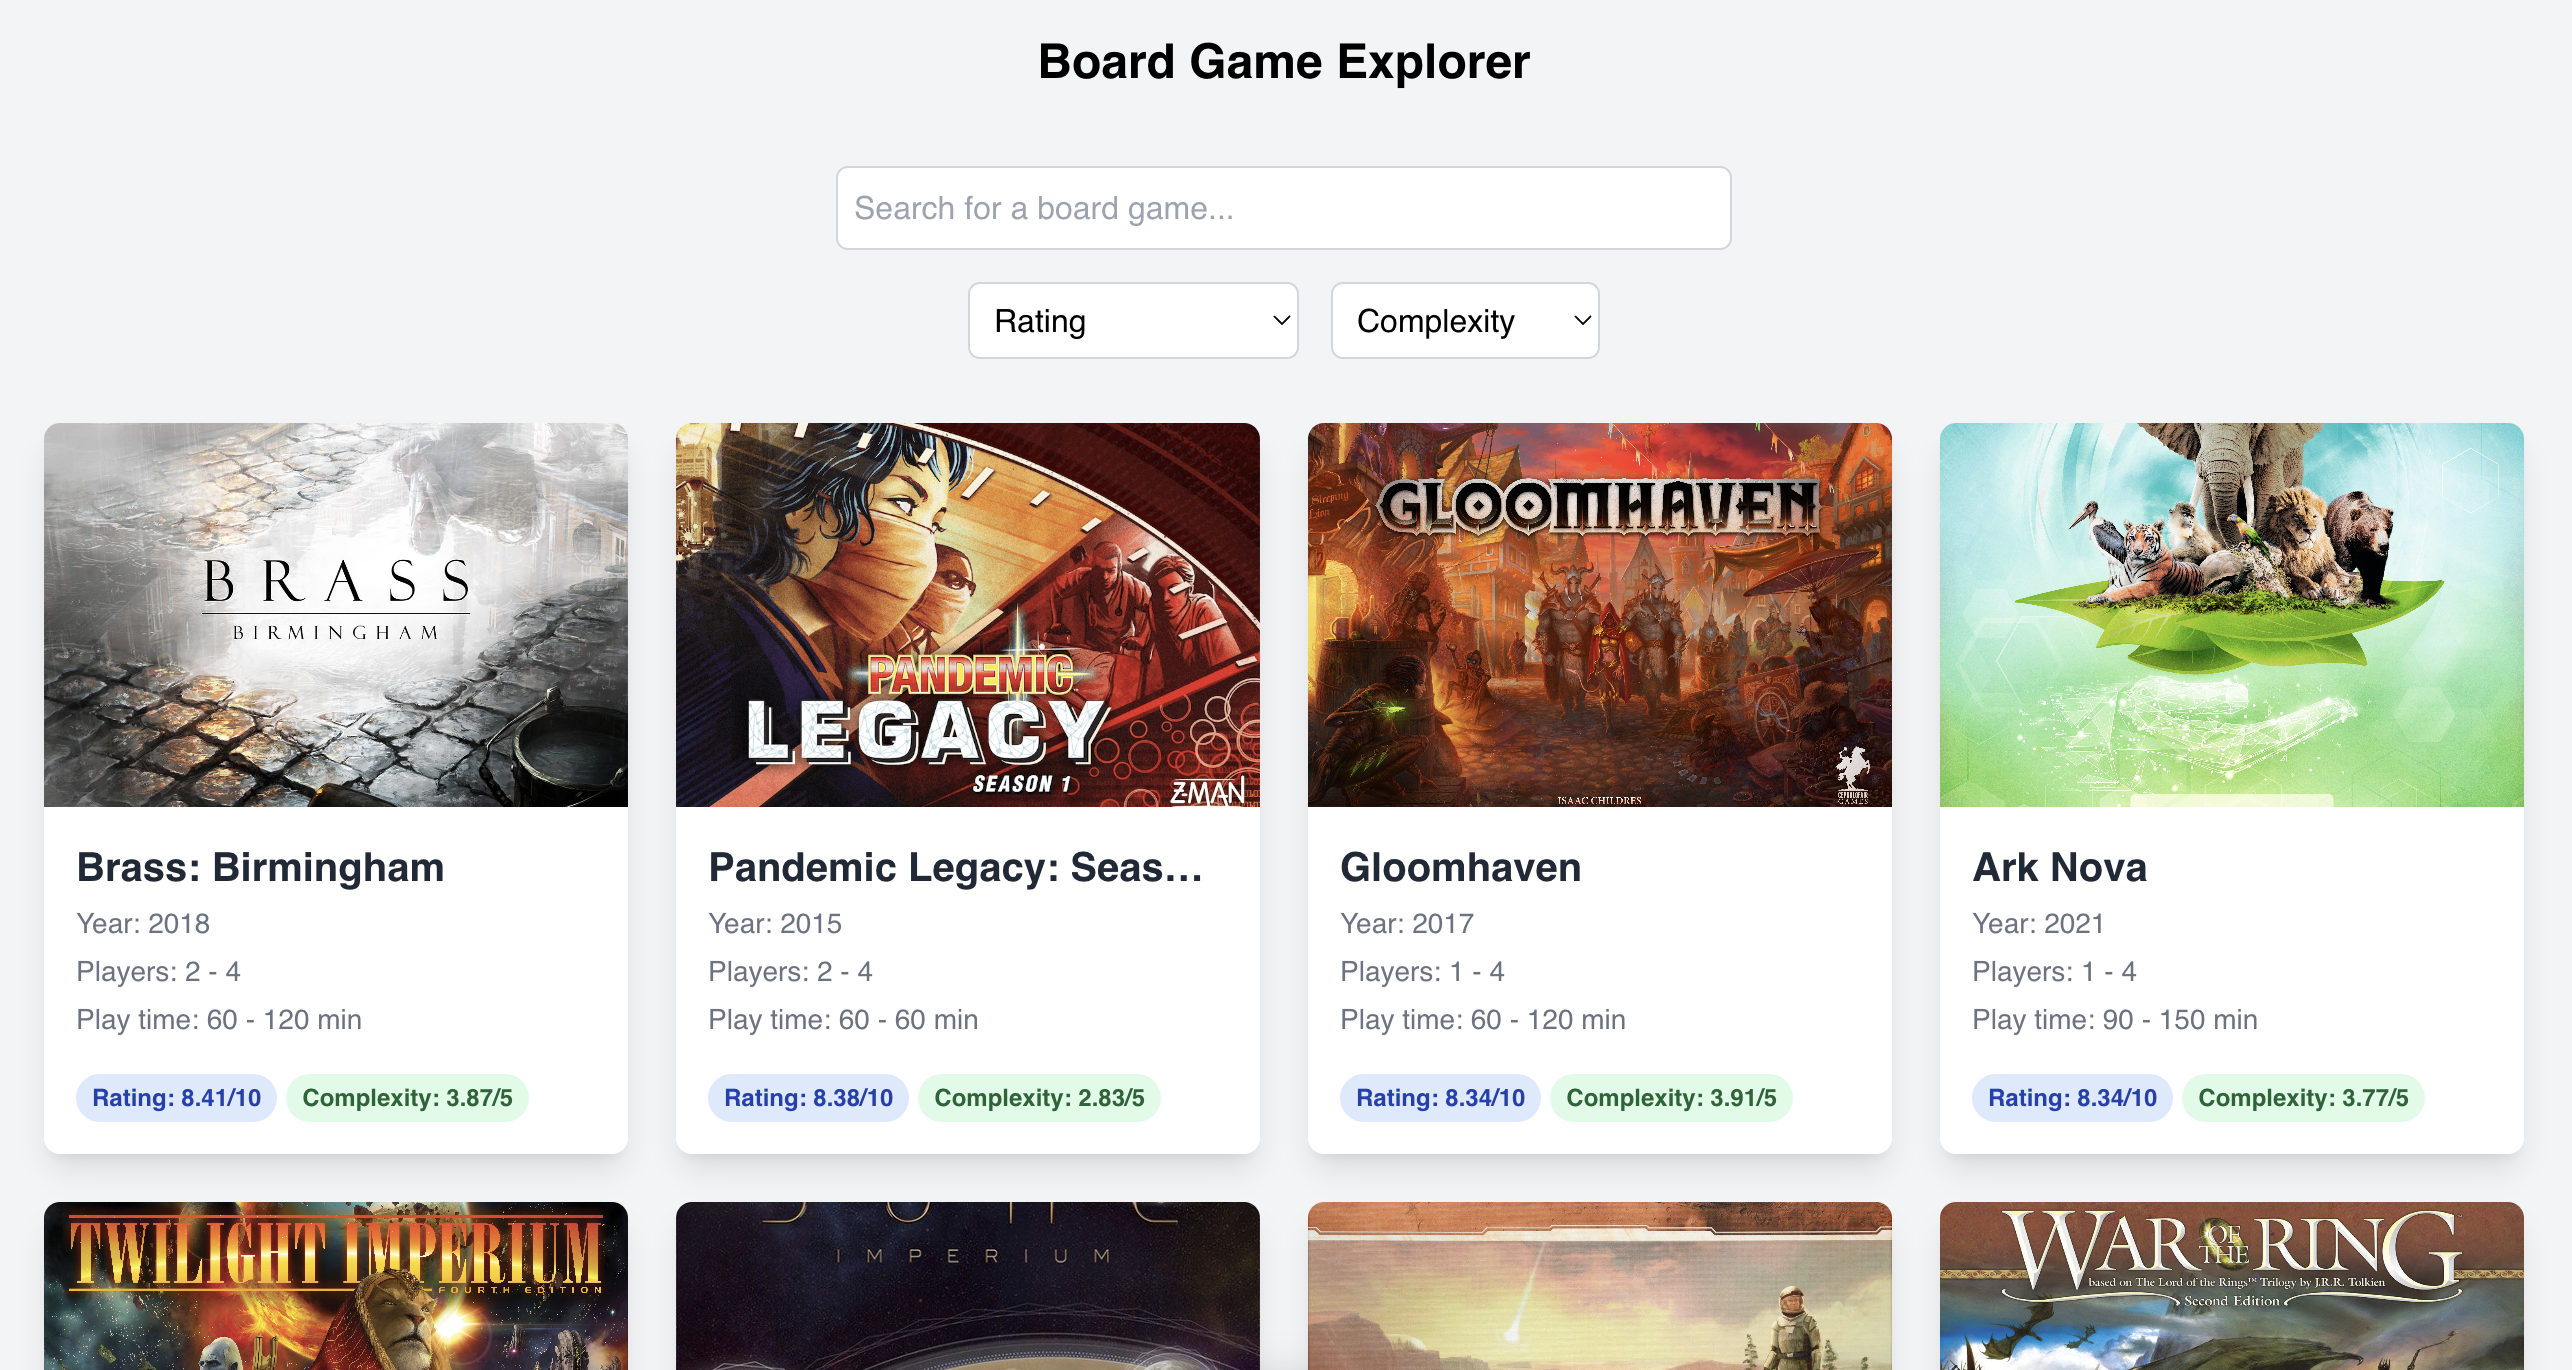 Board Game Explorer
Search for a board game...
Rating
Complexity
BRASS
BIRMINGHAM
PANDEMIC
LEGACY
SEASON 1
Z-MAN
GLOOMHAVEN
Sleeping
Lion
ISAAC CHILDRES
CEPHALOFAIR
GAMES
Brass: Birmingham
Year: 2018
Players: 2 - 4
Play time: 60 - 120 min
Rating: 8.41/10
Complexity: 3.87/5
Pandemic Legacy: Seas...
Year: 2015
Players: 2 - 4
Play time: 60 - 60 min
Rating: 8.38/10
Complexity: 2.83/5
Gloomhaven
Year: 2017
Players: 1 - 4
Play time: 60 - 120 min
Rating: 8.34/10
Complexity: 3.91/5
Ark Nova
Year: 2021
Players: 1 - 4
Play time: 90 - 150 min
Rating: 8.34/10
Complexity: 3.77/5
TWILIGHT IMPERIUM
FOURTH EDITION
IMPERIUM
WAR OF THE RING
based on The Lord of the Rings™ Trilogy by J.R.R. Tolkien
Second Edition